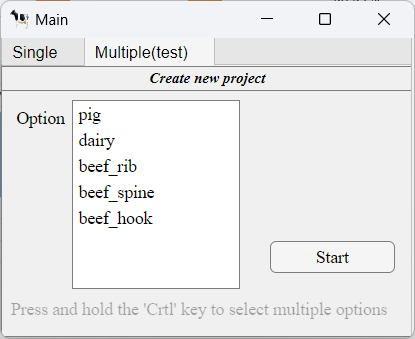 Main
Single
Multiple(test)
Create new project
Option
pig
dairy
beef_rib
beef_spine
beef_hook
Start
Press and hold the 'Crtl' key to select multiple options